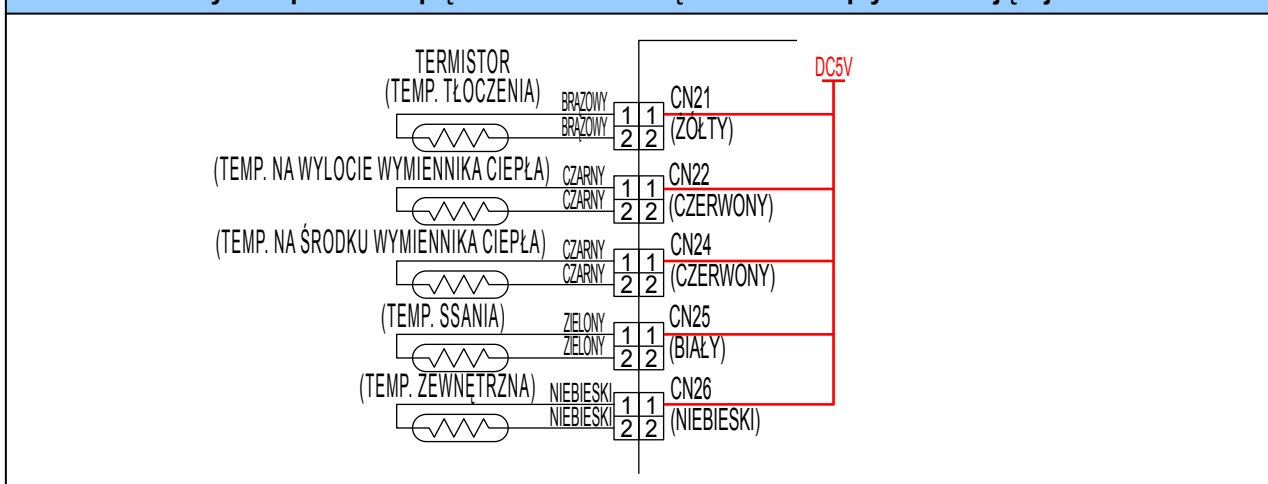 TERMISTOR
(TEMP. TŁOCZENIA)
BRĄZOWY
BRĄZOWY
1 1
2 2
CN21
(ŻÓŁTY)
DC5V
(TEMP. NA WYLOCIE WYMIENNIKA CIEPŁA)
CZARNY
CZARNY
1 1
2 2
CN22
(CZERWONY)
(TEMP. NA ŚRODKU WYMIENNIKA CIEPŁA)
CZARNY
CZARNY
1 1
2 2
CN24
(CZERWONY)
(TEMP. SSANIA)
ZIELONY
ZIELONY
1 1
2 2
CN25
(BIAŁY)
(TEMP. ZEWNĘTRZNA)
NIEBIESKI
NIEBIESKI
1 1
2 2
CN26
(NIEBIESKI)